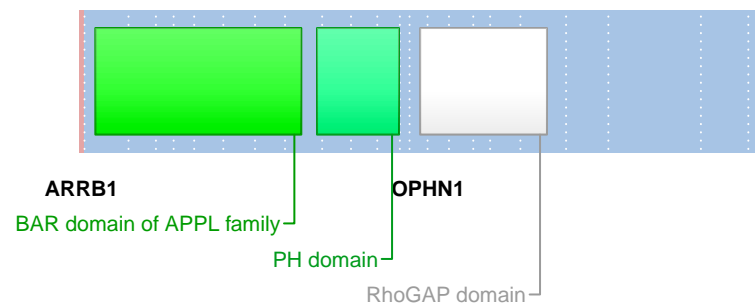 ARRB1 OPHN1
BAR domain of APPL family
PH domain
RhoGAP domain